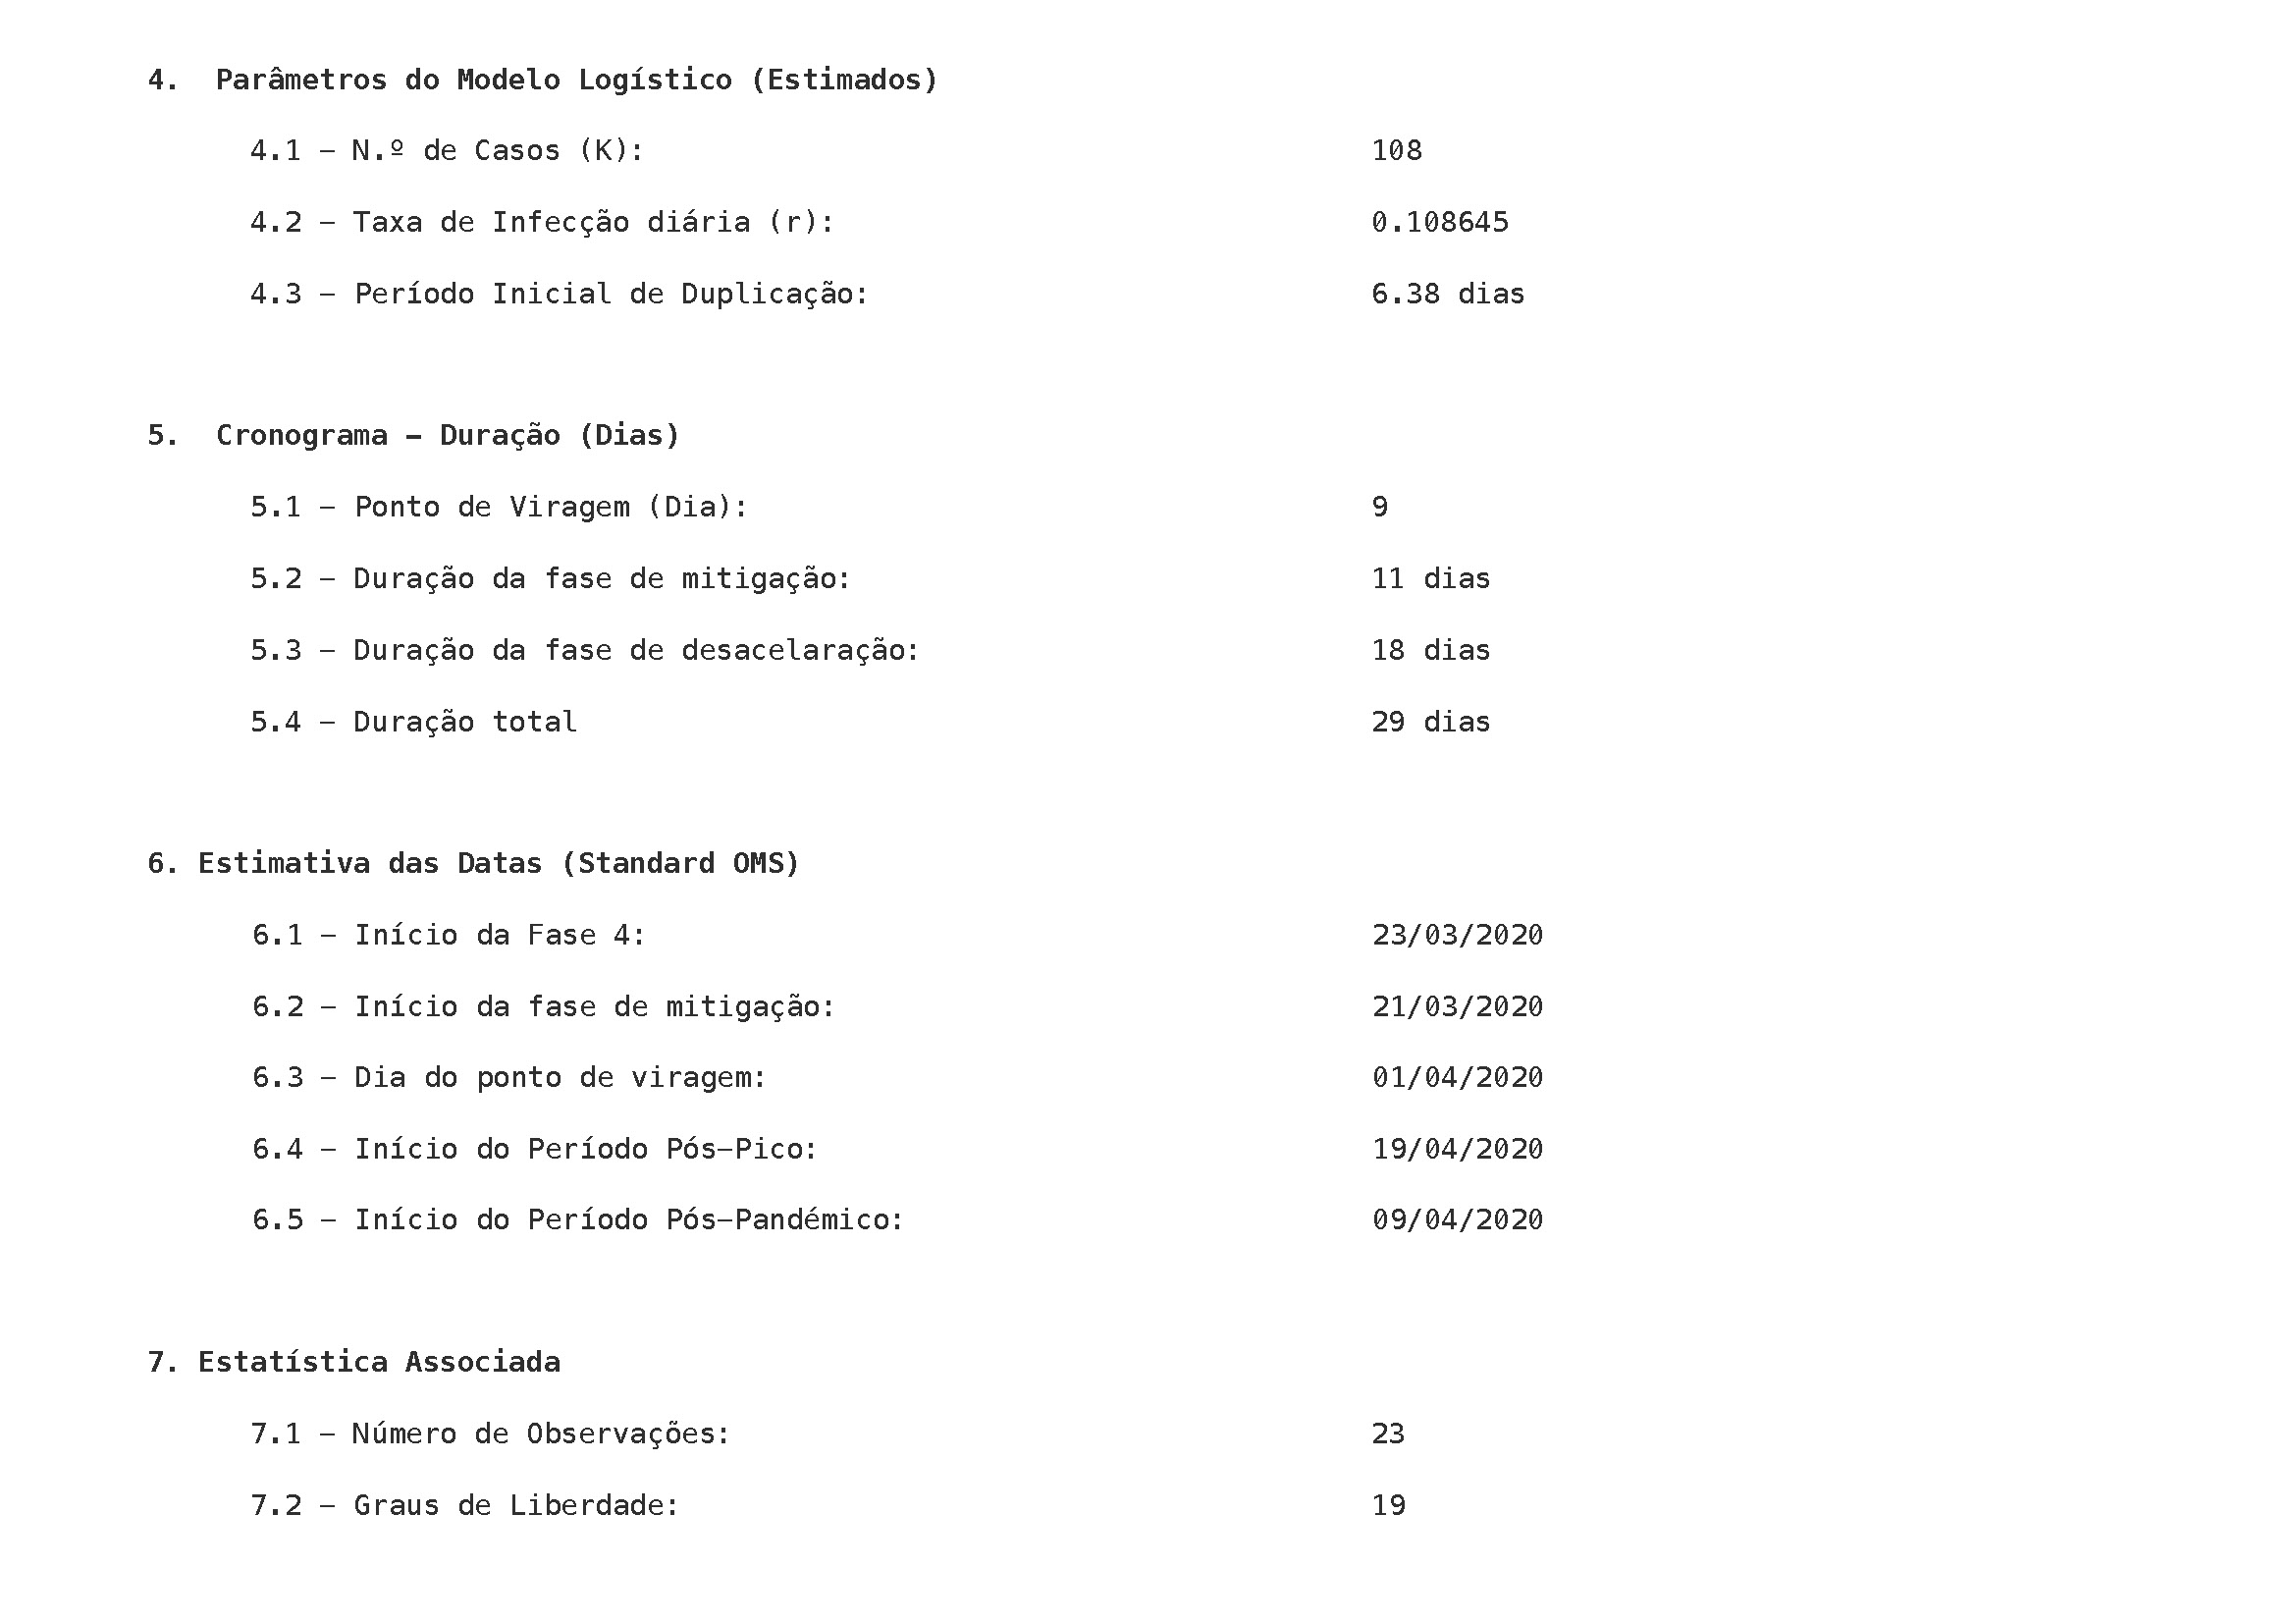 4. Parâmetros do Modelo Logístico (Estimados)
4.1 – N.º de Casos (K): 108
4.2 – Taxa de Infecção diária (r): 0.108645
4.3 – Período Inicial de Duplicação: 6.38 dias
5. Cronograma – Duração (Dias)
5.1 – Ponto de Viragem (Dia): 9
5.2 – Duração da fase de mitigação: 11 dias
5.3 – Duração da fase de desacelaração: 18 dias
5.4 – Duração total 29 dias
6. Estimativa das Datas (Standard OMS)
6.1 – Início da Fase 4: 23/03/2020
6.2 – Início da fase de mitigação: 21/03/2020
6.3 – Dia do ponto de viragem: 01/04/2020
6.4 – Início do Período Pós–Pico: 19/04/2020
6.5 – Início do Período Pós–Pandémico: 09/04/2020
7. Estatística Associada
7.1 – Número de Observações: 23
7.2 – Graus de Liberdade: 19